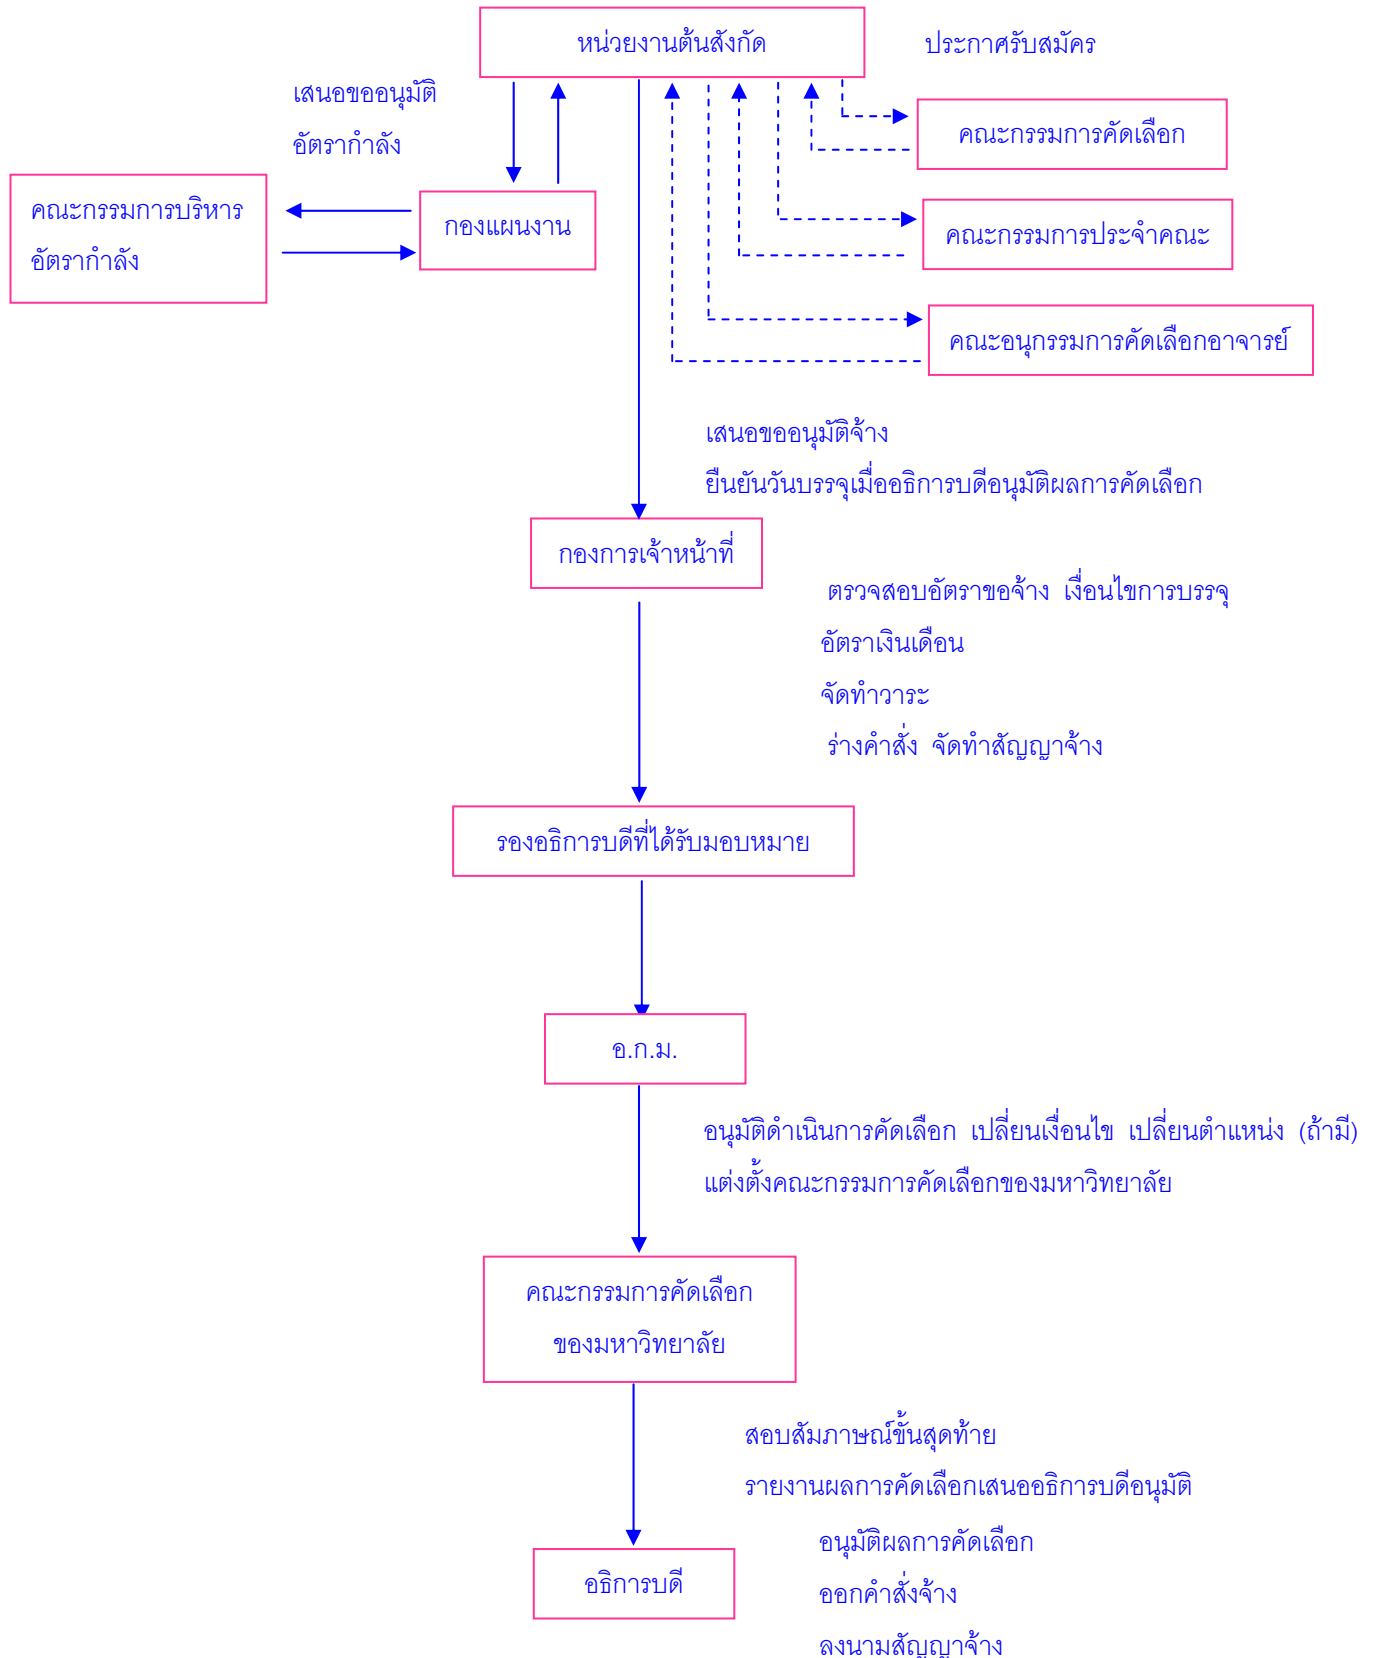 หน่วยงานต้นสังกัด
ประกาศรับสมัคร
เสนอขออนุมัติ
อัตรากำลัง
คณะกรรมการคัดเลือก
คณะกรรมการบริหาร
อัตรากำลัง
กองแผนงาน
คณะกรรมการประจำคณะ
คณะอนุกรรมการคัดเลือกอาจารย์
เสนอขออนุมัติจ้าง
ยืนยันวันบรรจุเมื่ออธิการบดีอนุมัติผลการคัดเลือก
กองการเจ้าหน้าที่
ตรวจสอบอัตราขอจ้าง เงื่อนไขการบรรจุ
อัตราเงินเดือน
จัดทำวาระ
ร่างคำสั่ง จัดทำสัญญาจ้าง
รองอธิการบดีที่ได้รับมอบหมาย
อ.ก.ม.
อนุมัติดำเนินการคัดเลือก เปลี่ยนเงื่อนไข เปลี่ยนตำแหน่ง (ถ้ามี)
แต่งตั้งคณะกรรมการคัดเลือกของมหาวิทยาลัย
คณะกรรมการคัดเลือก
ของมหาวิทยาลัย
สอบสัมภาษณ์ขั้นสุดท้าย
รายงานผลการคัดเลือกเสนออธิการบดีอนุมัติ
อนุมัติผลการคัดเลือก
อธิการบดี
ออกคำสั่งจ้าง
ลงนามสัญญาจ้าง